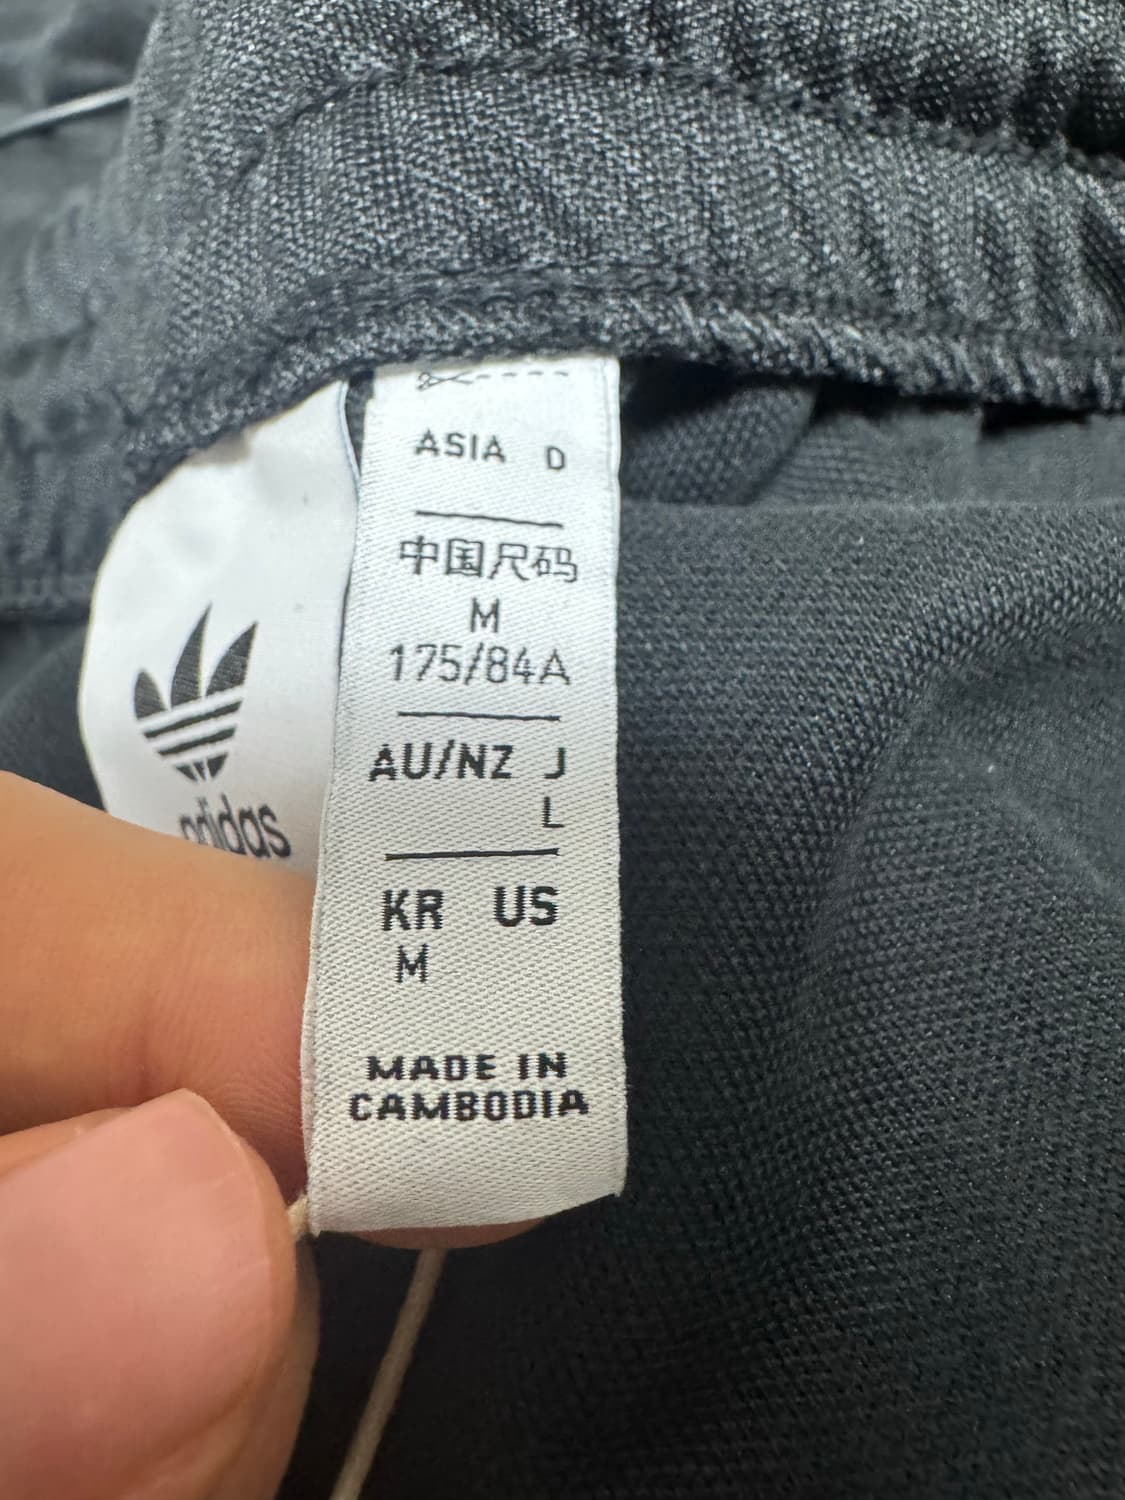 ASIA D
中国尺码
M
175/84A
AU/NZ J
L
KR US
M
MADE IN
CAMBODIA
adidas